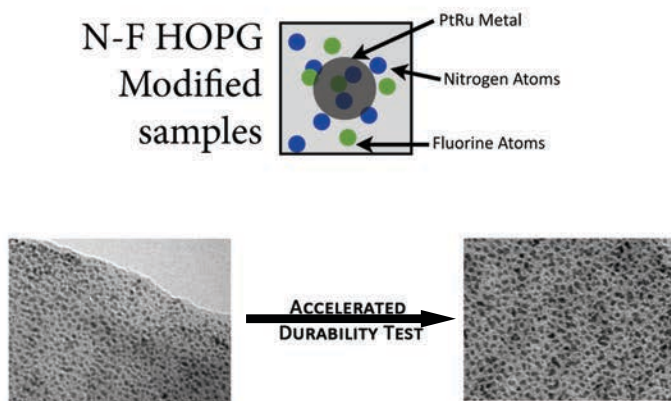 N-F HOPG
Modified
samples
PtRu Metal
Nitrogen Atoms
Fluorine Atoms
ACCELERATED
DURABILITY TEST